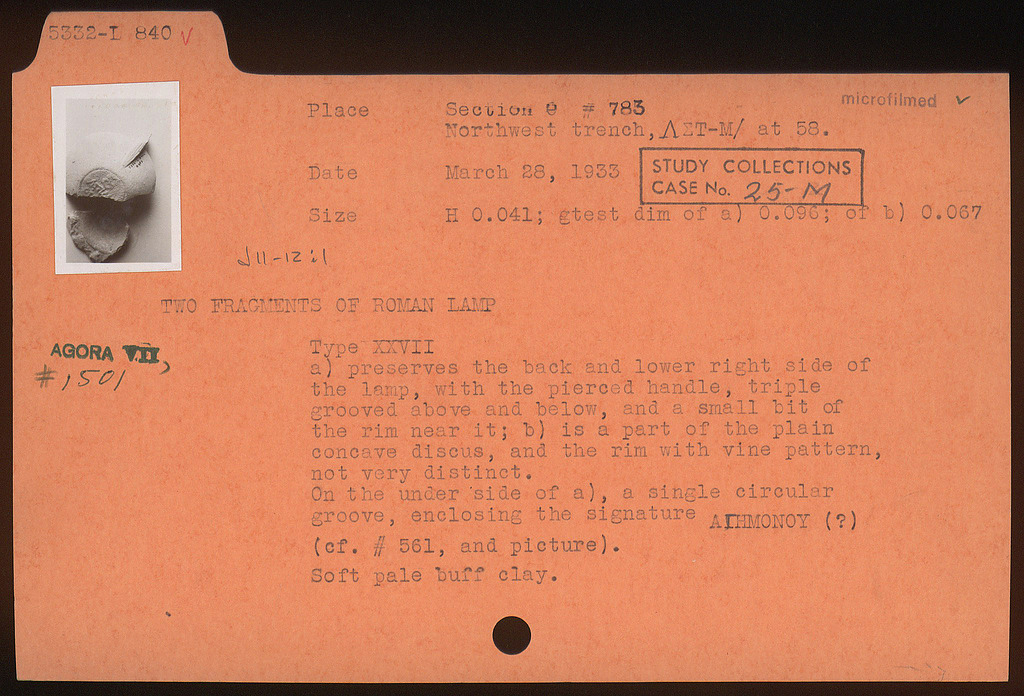 5332-L 840 √
microfilmed ✓
Place Section Θ # 783
Northwest trench, ΛΣΤ-Μ/ at 58.
Date March 28, 1933
STUDY COLLECTIONS
CASE No. 25-M
Size H 0.041; gtest dim of a) 0.096; of b) 0.067
J 11-12:1
TWO FRAGMENTS OF ROMAN LAMP
AGORA VII,
#1501
Type XXVII
a) preserves the back and lower right side of
the lamp, with the pierced handle, triple
grooved above and below, and a small bit of
the rim near it; b) is a part of the plain
concave discus, and the rim with vine pattern,
not very distinct.
On the under side of a), a single circular
groove, enclosing the signature ΑΓΗΜΟΝΟΥ (?)
(cf. # 561, and picture).
Soft pale buff clay.